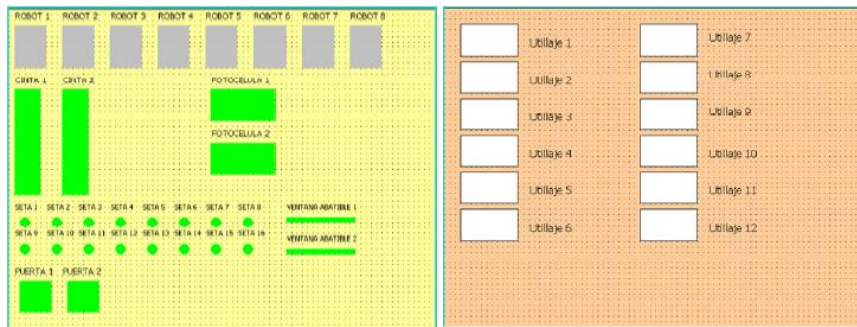 ROBOT 1 ROBOT 2 ROBOT 3 ROBOT 4 ROBOT 5 ROBOT 6 ROBOT 7 ROBOT 8
CINTA 1 CINTA 2 FOTOCELULA 1
FOTOCELULA 2
SETA 1 SETA 2 SETA 3 SETA 4 SETA 5 SETA 6 SETA 7 SETA 8 VENTANA ABATIBLE 1
SETA 9 SETA 10 SETA 11 SETA 12 SETA 13 SETA 14 SETA 15 SETA 16 VENTANA ABATIBLE 2
PUERTA 1 PUERTA 2
Utillaje 1 Utillaje 7
Utillaje 2 Utillaje 8
Utillaje 3 Utillaje 9
Utillaje 4 Utillaje 10
Utillaje 5 Utillaje 11
Utillaje 6 Utillaje 12